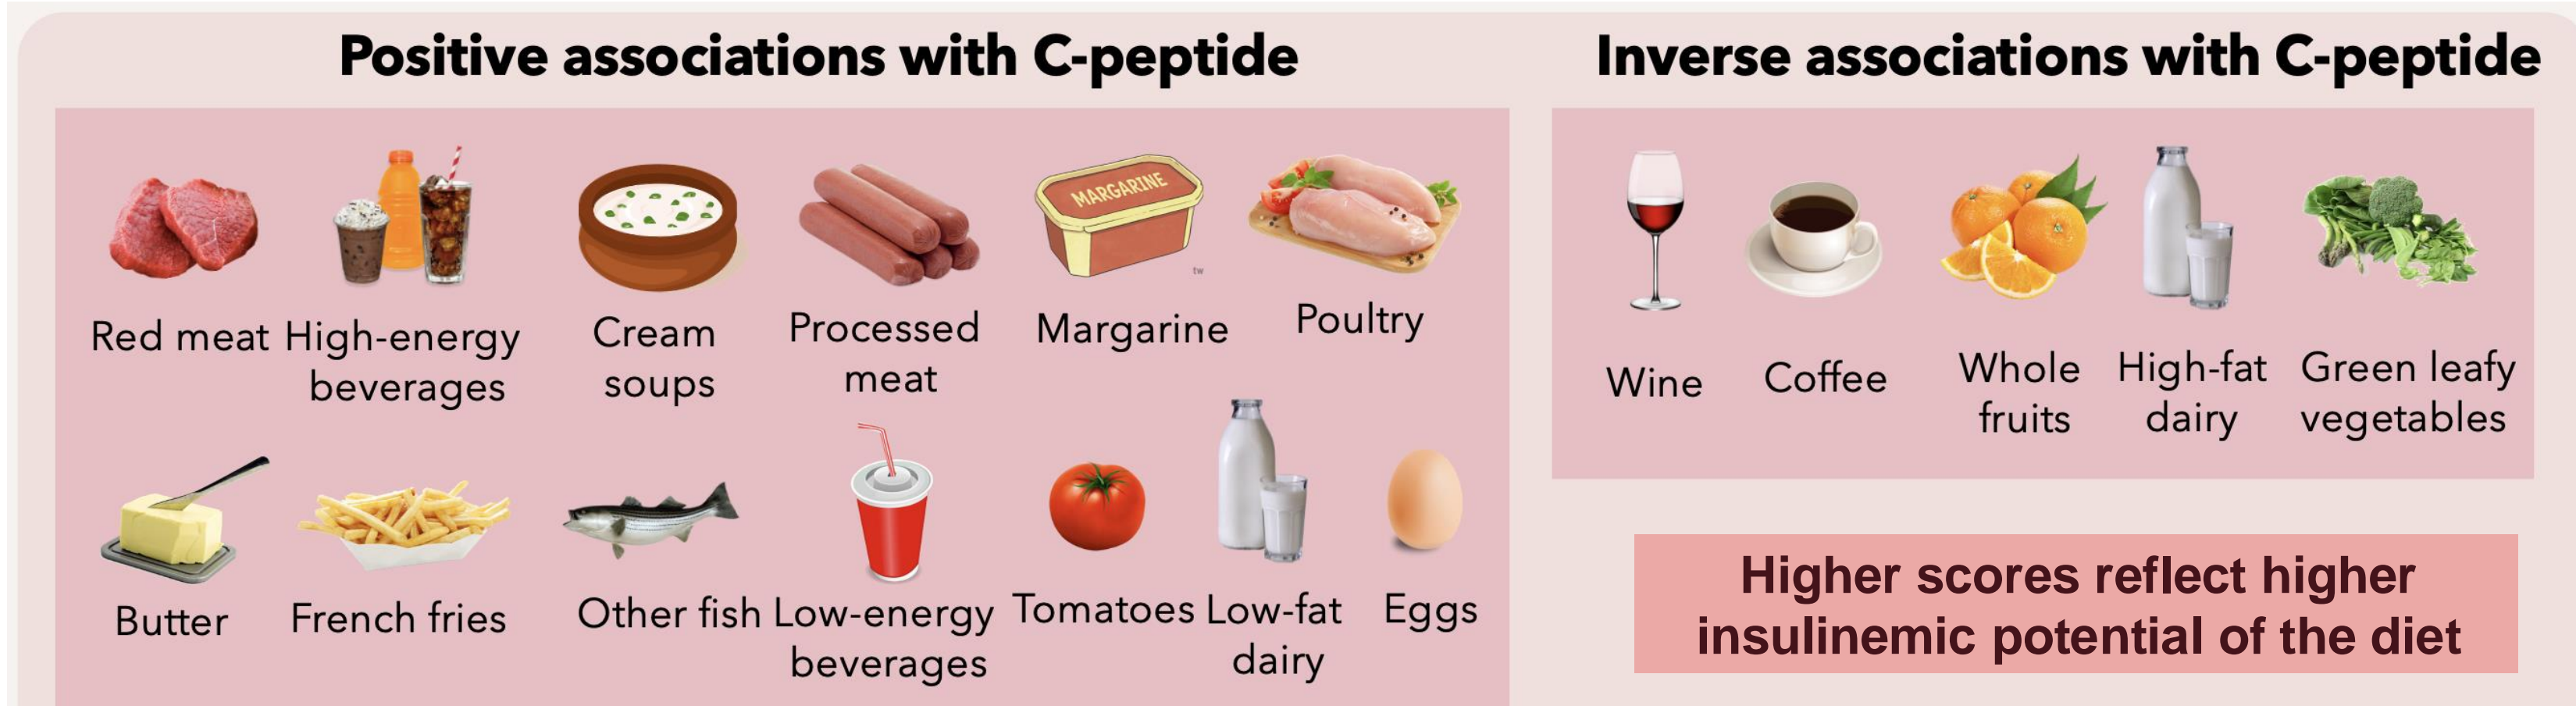 Positive associations with C-peptide
Inverse associations with C-peptide
MARGARINE
tw
Red meat
High-energy
beverages
Cream
soups
Processed
meat
Margarine
Poultry
Wine
Coffee
Whole
fruits
High-fat
dairy
Green leafy
vegetables
Butter
French fries
Other fish
Low-energy
beverages
Tomatoes
Low-fat
dairy
Eggs
Higher scores reflect higher
insulinemic potential of the diet